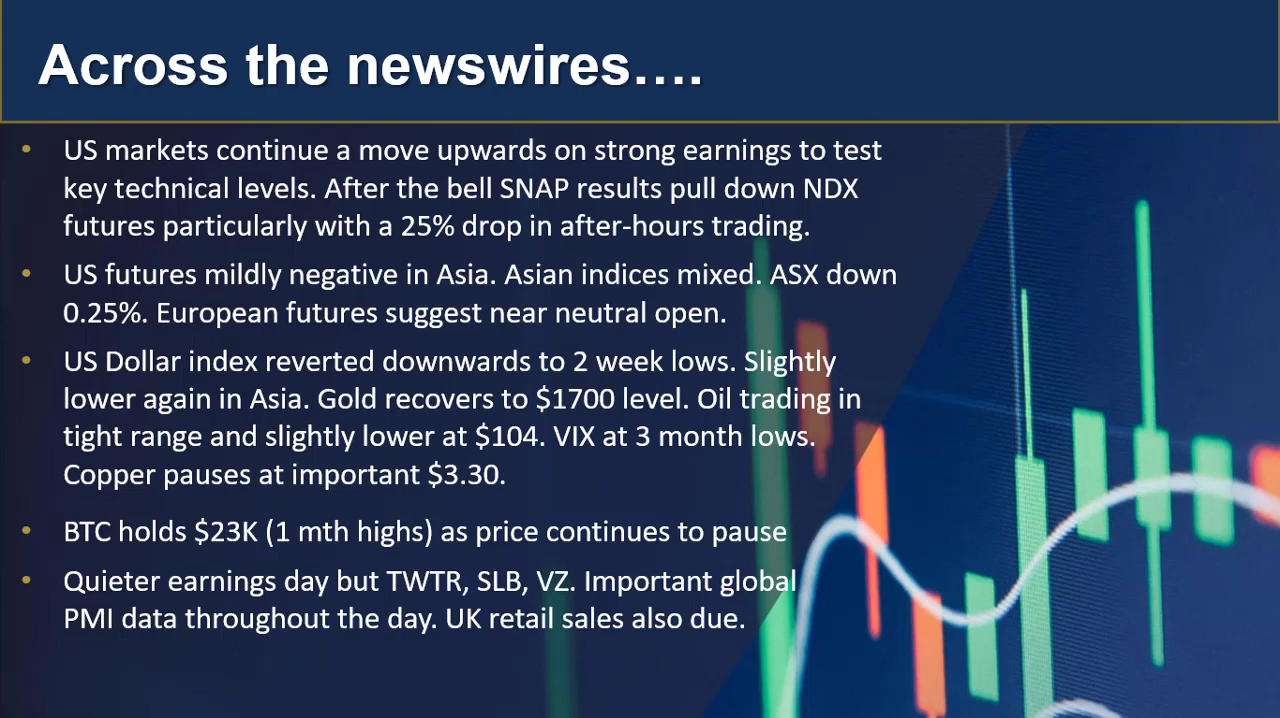 Across the newswires....
• US markets continue a move upwards on strong earnings to test
key technical levels. After the bell SNAP results pull down NDX
futures particularly with a 25% drop in after-hours trading.
• US futures mildly negative in Asia. Asian indices mixed. ASX down
0.25%. European futures suggest near neutral open.
• US Dollar index reverted downwards to 2 week lows. Slightly
lower again in Asia. Gold recovers to $1700 level. Oil trading in
tight range and slightly lower at $104. VIX at 3 month lows.
Copper pauses at important $3.30.
• BTC holds $23K (1 mth highs) as price continues to pause
• Quieter earnings day but TWTR, SLB, VZ. Important global
PMI data throughout the day. UK retail sales also due.